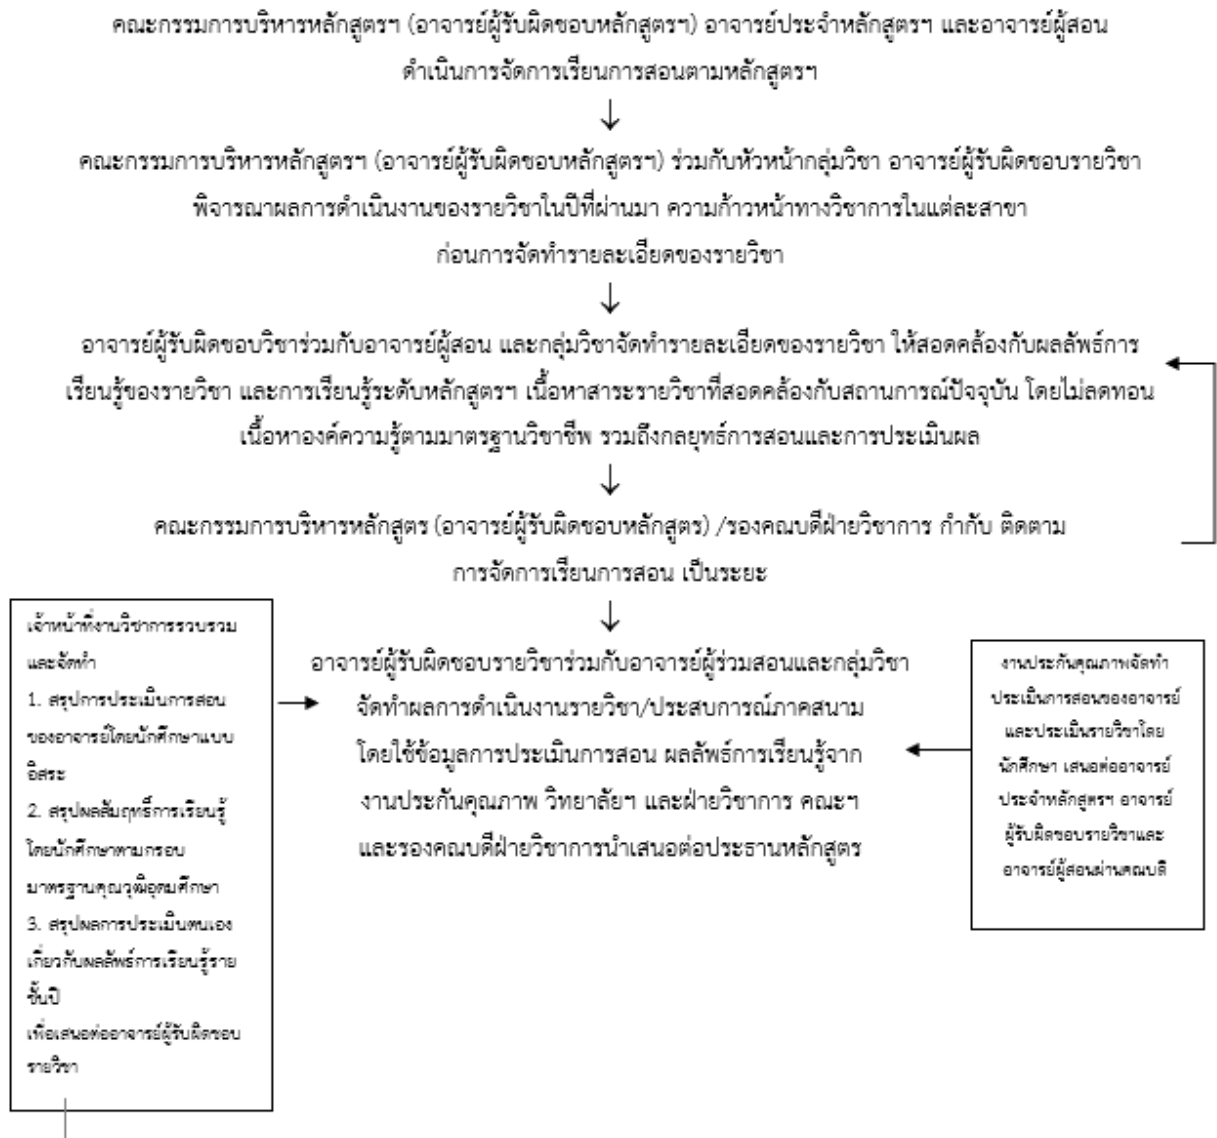 คณะกรรมการบริหารหลักสูตรฯ (อาจารย์ผู้รับผิดชอบหลักสูตรฯ) อาจารย์ประจำหลักสูตรฯ และอาจารย์ผู้สอน
ดำเนินการจัดการเรียนการสอนตามหลักสูตรฯ
คณะกรรมการบริหารหลักสูตรฯ (อาจารย์ผู้รับผิดชอบหลักสูตรฯ) ร่วมกับหัวหน้ากลุ่มวิชา อาจารย์ผู้รับผิดชอบรายวิชา
พิจารณาผลการดำเนินงานของรายวิชาในปีที่ผ่านมา ความก้าวหน้าทางวิชาการในแต่ละสาขา
ก่อนการจัดทำรายละเอียดของรายวิชา
อาจารย์ผู้รับผิดชอบวิชาร่วมกับอาจารย์ผู้สอน และกลุ่มวิชาจัดทำรายละเอียดของรายวิชา ให้สอดคล้องกับผลลัพธ์การ
เรียนรู้ของรายวิชา และการเรียนรู้ระดับหลักสูตรฯ เนื้อหาสาระรายวิชาที่สอดคล้องกับสถานการณ์ปัจจุบัน โดยไม่ลดทอน
เนื้อหาองค์ความรู้ตามมาตรฐานวิชาชีพ รวมถึงกลยุทธ์การสอนและการประเมินผล
คณะกรรมการบริหารหลักสูตร (อาจารย์ผู้รับผิดชอบหลักสูตร) /รองคณบดีฝ่ายวิชาการ กำกับ ติดตาม
การจัดการเรียนการสอน เป็นระยะ
เจ้าหน้าที่งานวิชาการรวบรวม
และจัดทำ
1. สรุปการประเมินการสอน
ของอาจารย์โดยนักศึกษาแบบ
อิสระ
2. สรุปผลสัมฤทธิ์การเรียนรู้
โดยนักศึกษาตามกรอบ
มาตรฐานคุณวุฒิอุดมศึกษา
3. สรุปผลการประเมินตนเอง
เกี่ยวกับผลลัพธ์การเรียนรู้ราย
ชั้นปี
เพื่อเสนอต่ออาจารย์ผู้รับผิดชอบ
รายวิชา
อาจารย์ผู้รับผิดชอบรายวิชาร่วมกับอาจารย์ผู้ร่วมสอนและกลุ่มวิชา
จัดทำผลการดำเนินงานรายวิชา/ประสบการณ์ภาคสนาม
โดยใช้ข้อมูลการประเมินการสอน ผลลัพธ์การเรียนรู้จาก
งานประกันคุณภาพ วิทยาลัยฯ และฝ่ายวิชาการ คณะฯ
และรองคณบดีฝ่ายวิชาการนำเสนอต่อประธานหลักสูตร
งานประกันคุณภาพจัดทำ
ประเมินการสอนของอาจารย์
และประเมินรายวิชาโดย
นักศึกษา เสนอต่ออาจารย์
ประจำหลักสูตรฯ อาจารย์
ผู้รับผิดชอบรายวิชาและ
อาจารย์ผู้สอนผ่านคณบดี